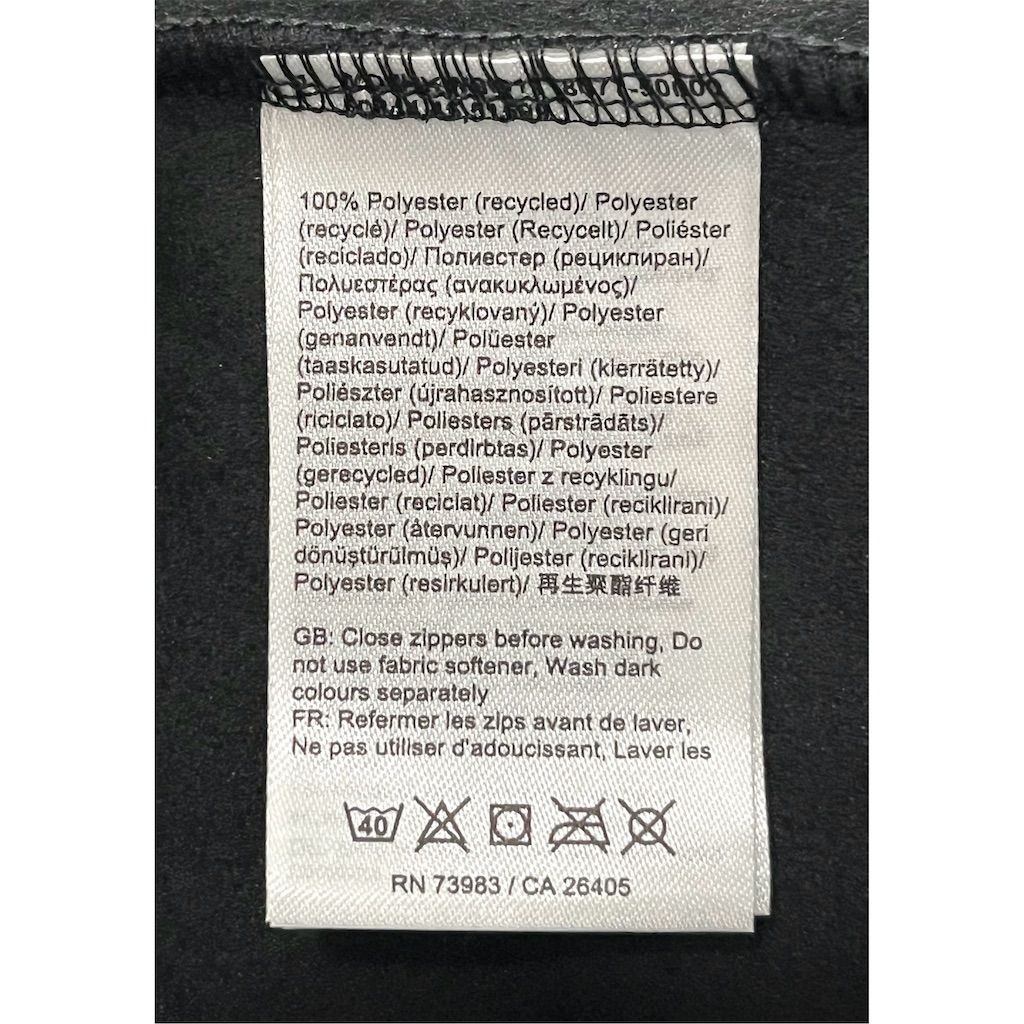 100% Polyester (recycled)/ Polyester
(recyclé)/ Polyester (Recycelt)/ Poliéster
(reciclado)/ Полиестер (рециклиран)/
Πολυεστέρας (ανακυκλωμένος)/
Polyester (recyklovaný)/ Polyester
(genanvendt)/ Polüester
(taaskasutatud)/ Polyesteri (kierrätetty)/
Poliészter (újrahasznosított)/ Poliestere
(riciclato)/ Poliesters (pārstrādāts)/
Poliesteris (perdirbtas)/ Polyester
(gerecycled)/ Poliester z recyklingu/
Poliester (reciclat)/ Poliester (reciklirani)/
Polyester (återvunnen)/ Polyester (geri
dönüştürülmüş)/ Polijester (reciklirani)/
Polyester (resirkulert)/ 再生聚酯纤维
GB: Close zippers before washing, Do
not use fabric softener, Wash dark
colours separately
FR: Refermer les zips avant de laver,
Ne pas utiliser d'adoucissant, Laver les
40
RN 73983 / CA 26405